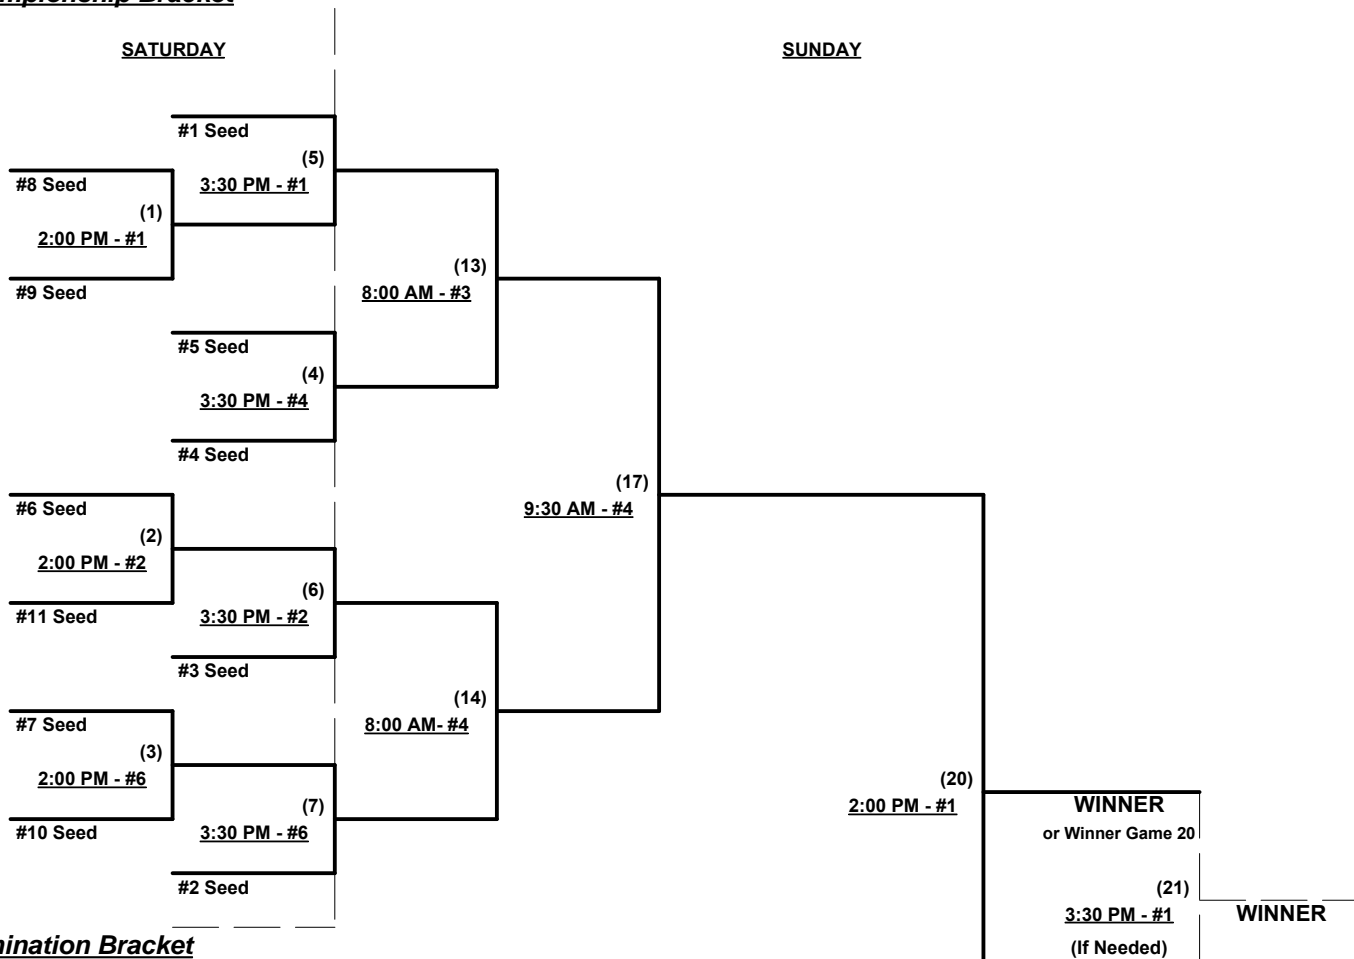 SATURDAY
SUNDAY
#1 Seed
(5)
#8 Seed
3:30 PM - #1
(1)
2:00 PM - #1
(13)
#9 Seed
8:00 AM - #3
#5 Seed
(4)
3:30 PM - #4
#4 Seed
(17)
#6 Seed
9:30 AM - #4
(2)
2:00 PM - #2
(6)
#11 Seed
3:30 PM - #2
#3 Seed
(14)
#7 Seed
8:00 AM- #4
(3)
2:00 PM - #6
(20)
(7)
2:00 PM - #1
WINNER
#10 Seed
3:30 PM - #6
or Winner Game 20
#2 Seed
(21)
3:30 PM - #1
WINNER
Bracket
(If Needed)